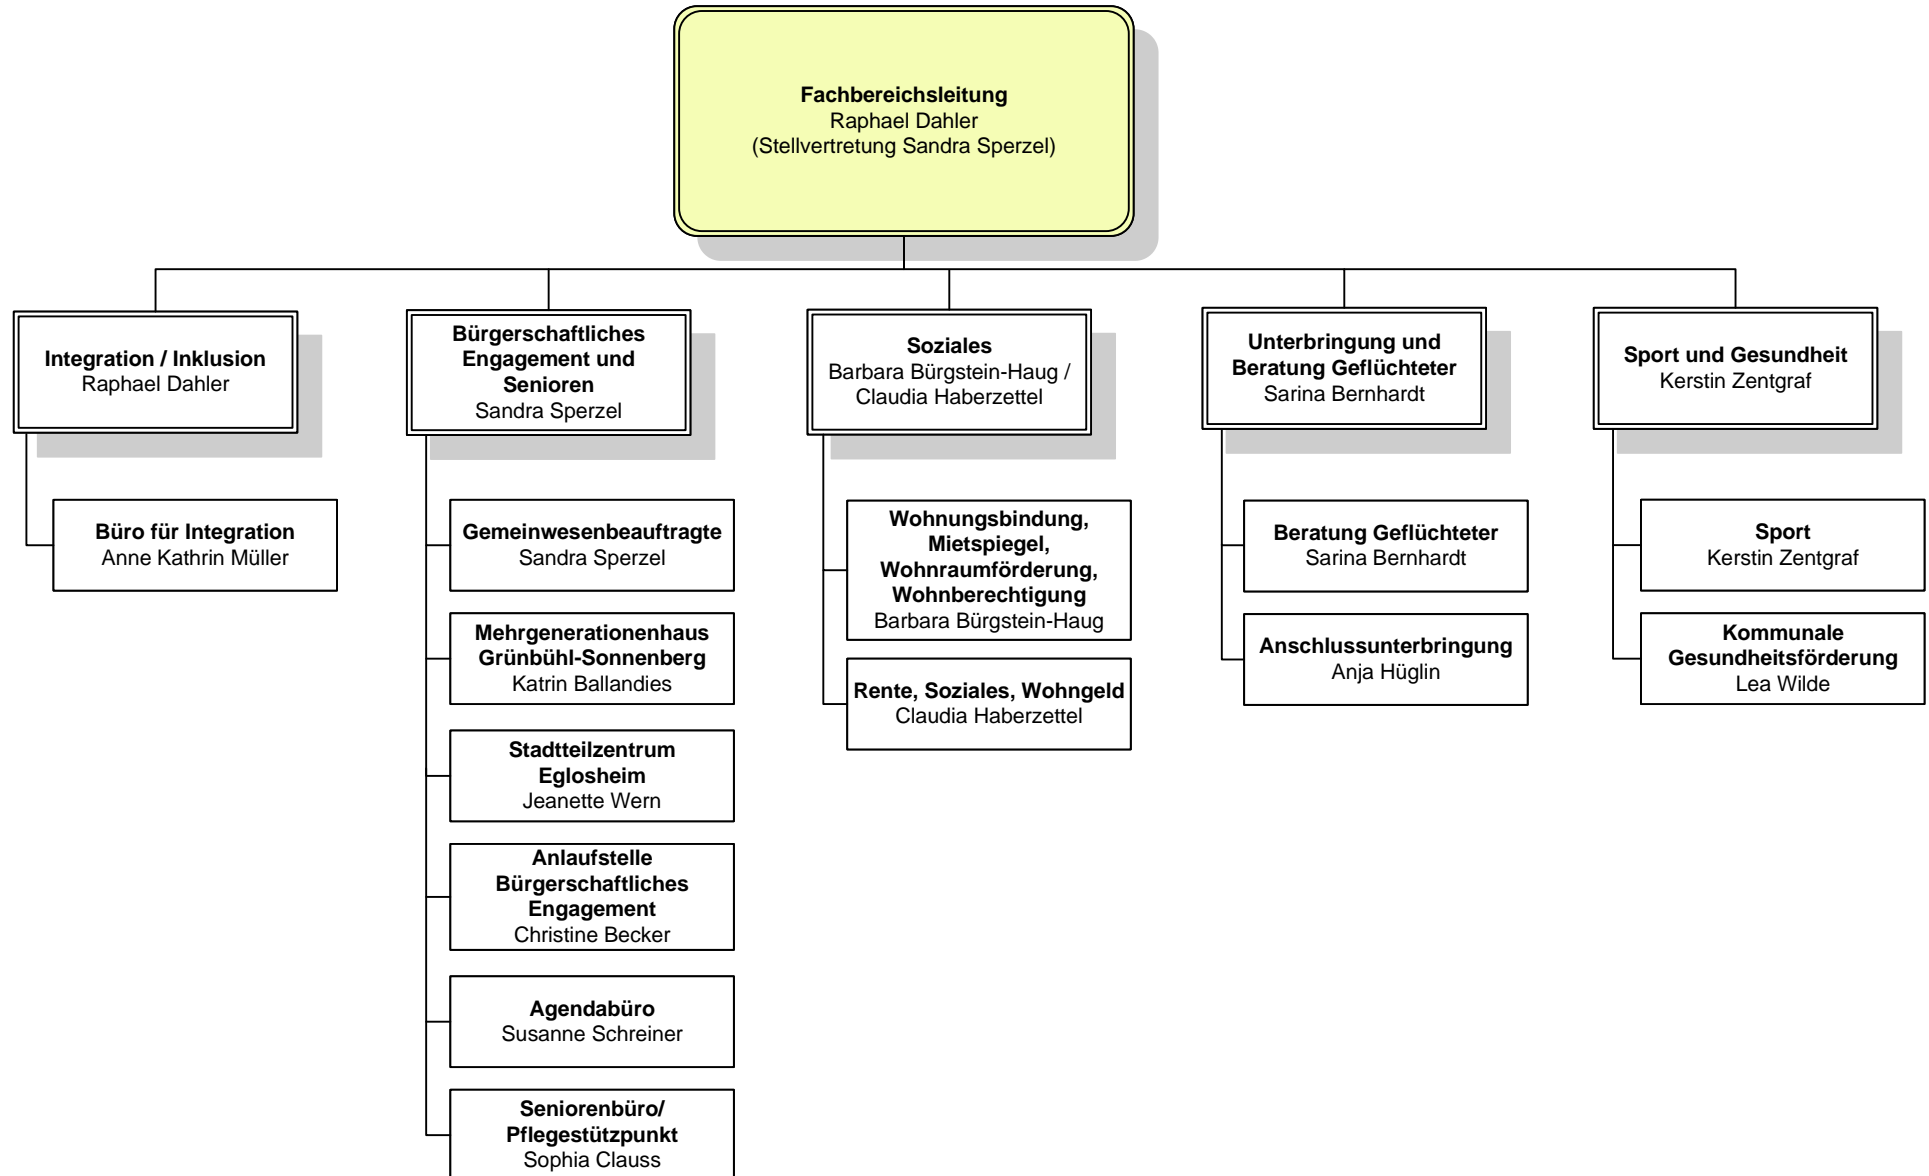 Fachbereichsleitung
Raphael Dahler
(Stellvertretung Sandra Sperzel)
Integration / Inklusion
Raphael Dahler
Büro für Integration
Anne Kathrin Müller
Bürgerschaftliches
Engagement und
Senioren
Sandra Sperzel
Gemeinwesenbeauftragte
Sandra Sperzel
Mehrgenerationenhaus
Grünbühl-Sonnenberg
Katrin Ballandies
Stadtteilzentrum
Eglosheim
Jeanette Wern
Anlaufstelle
Bürgerschaftliches
Engagement
Christine Becker
Agendabüro
Susanne Schreiner
Seniorenbüro/
Pflegestützpunkt
Sophia Clauss
Soziales
Barbara Bürgstein-Haug /
Claudia Haberzettel
Wohnungsbindung,
Mietspiegel,
Wohnraumförderung,
Wohnberechtigung
Barbara Bürgstein-Haug
Rente, Soziales, Wohngeld
Claudia Haberzettel
Unterbringung und
Beratung Geflüchteter
Sarina Bernhardt
Beratung Geflüchteter
Sarina Bernhardt
Anschlussunterbringung
Anja Hüglin
Sport und Gesundheit
Kerstin Zentgraf
Sport
Kerstin Zentgraf
Kommunale
Gesundheitsförderung
Lea Wilde